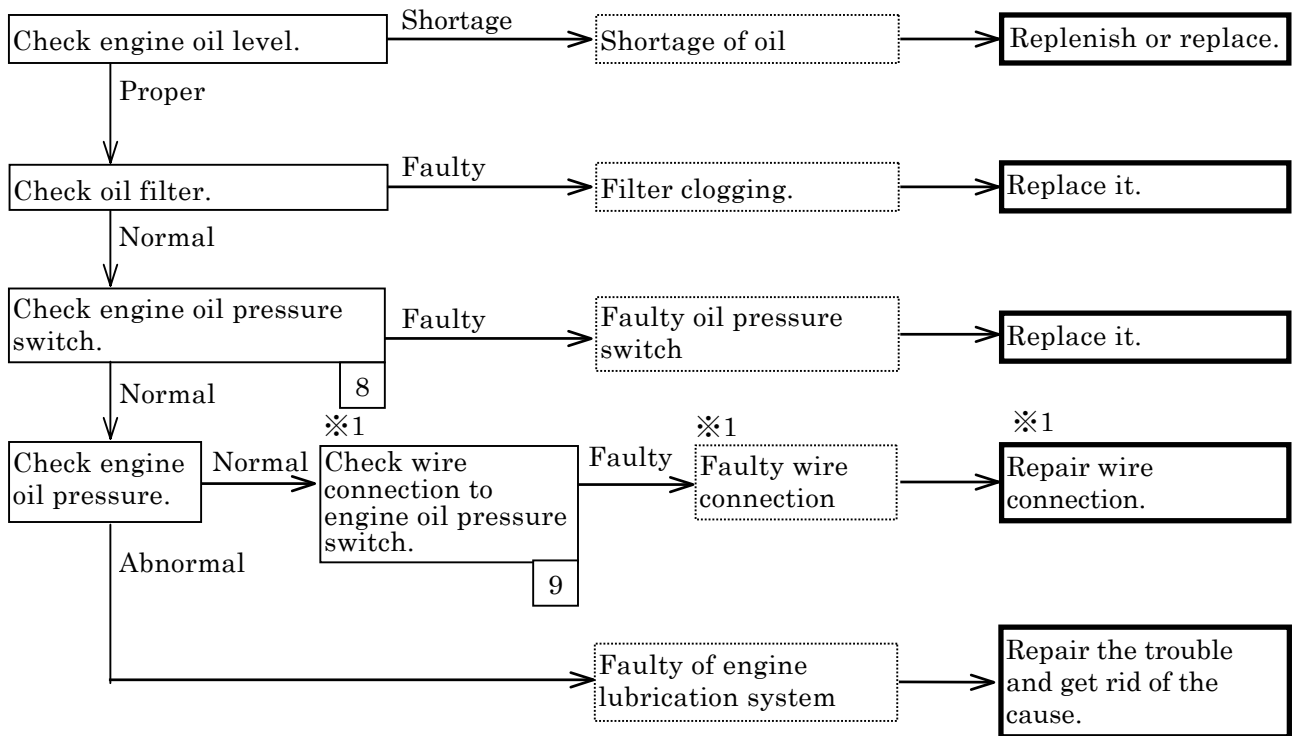 Shortage
Check engine oil level.
Shortage of oil
Replenish or replace.
Proper
Faulty
Check oil filter.
Filter clogging.
Replace it.
Normal
Check engine oil pressure
switch.
8
Faulty
Faulty oil pressure
switch
Replace it.
Normal
Check engine
oil pressure.
Normal
※1
Check wire
connection to
engine oil pressure
switch.
9
Faulty
※1
Faulty wire
connection
※1
Repair wire
connection.
Abnormal
Faulty of engine
lubrication system
Repair the trouble
and get rid of the
cause.